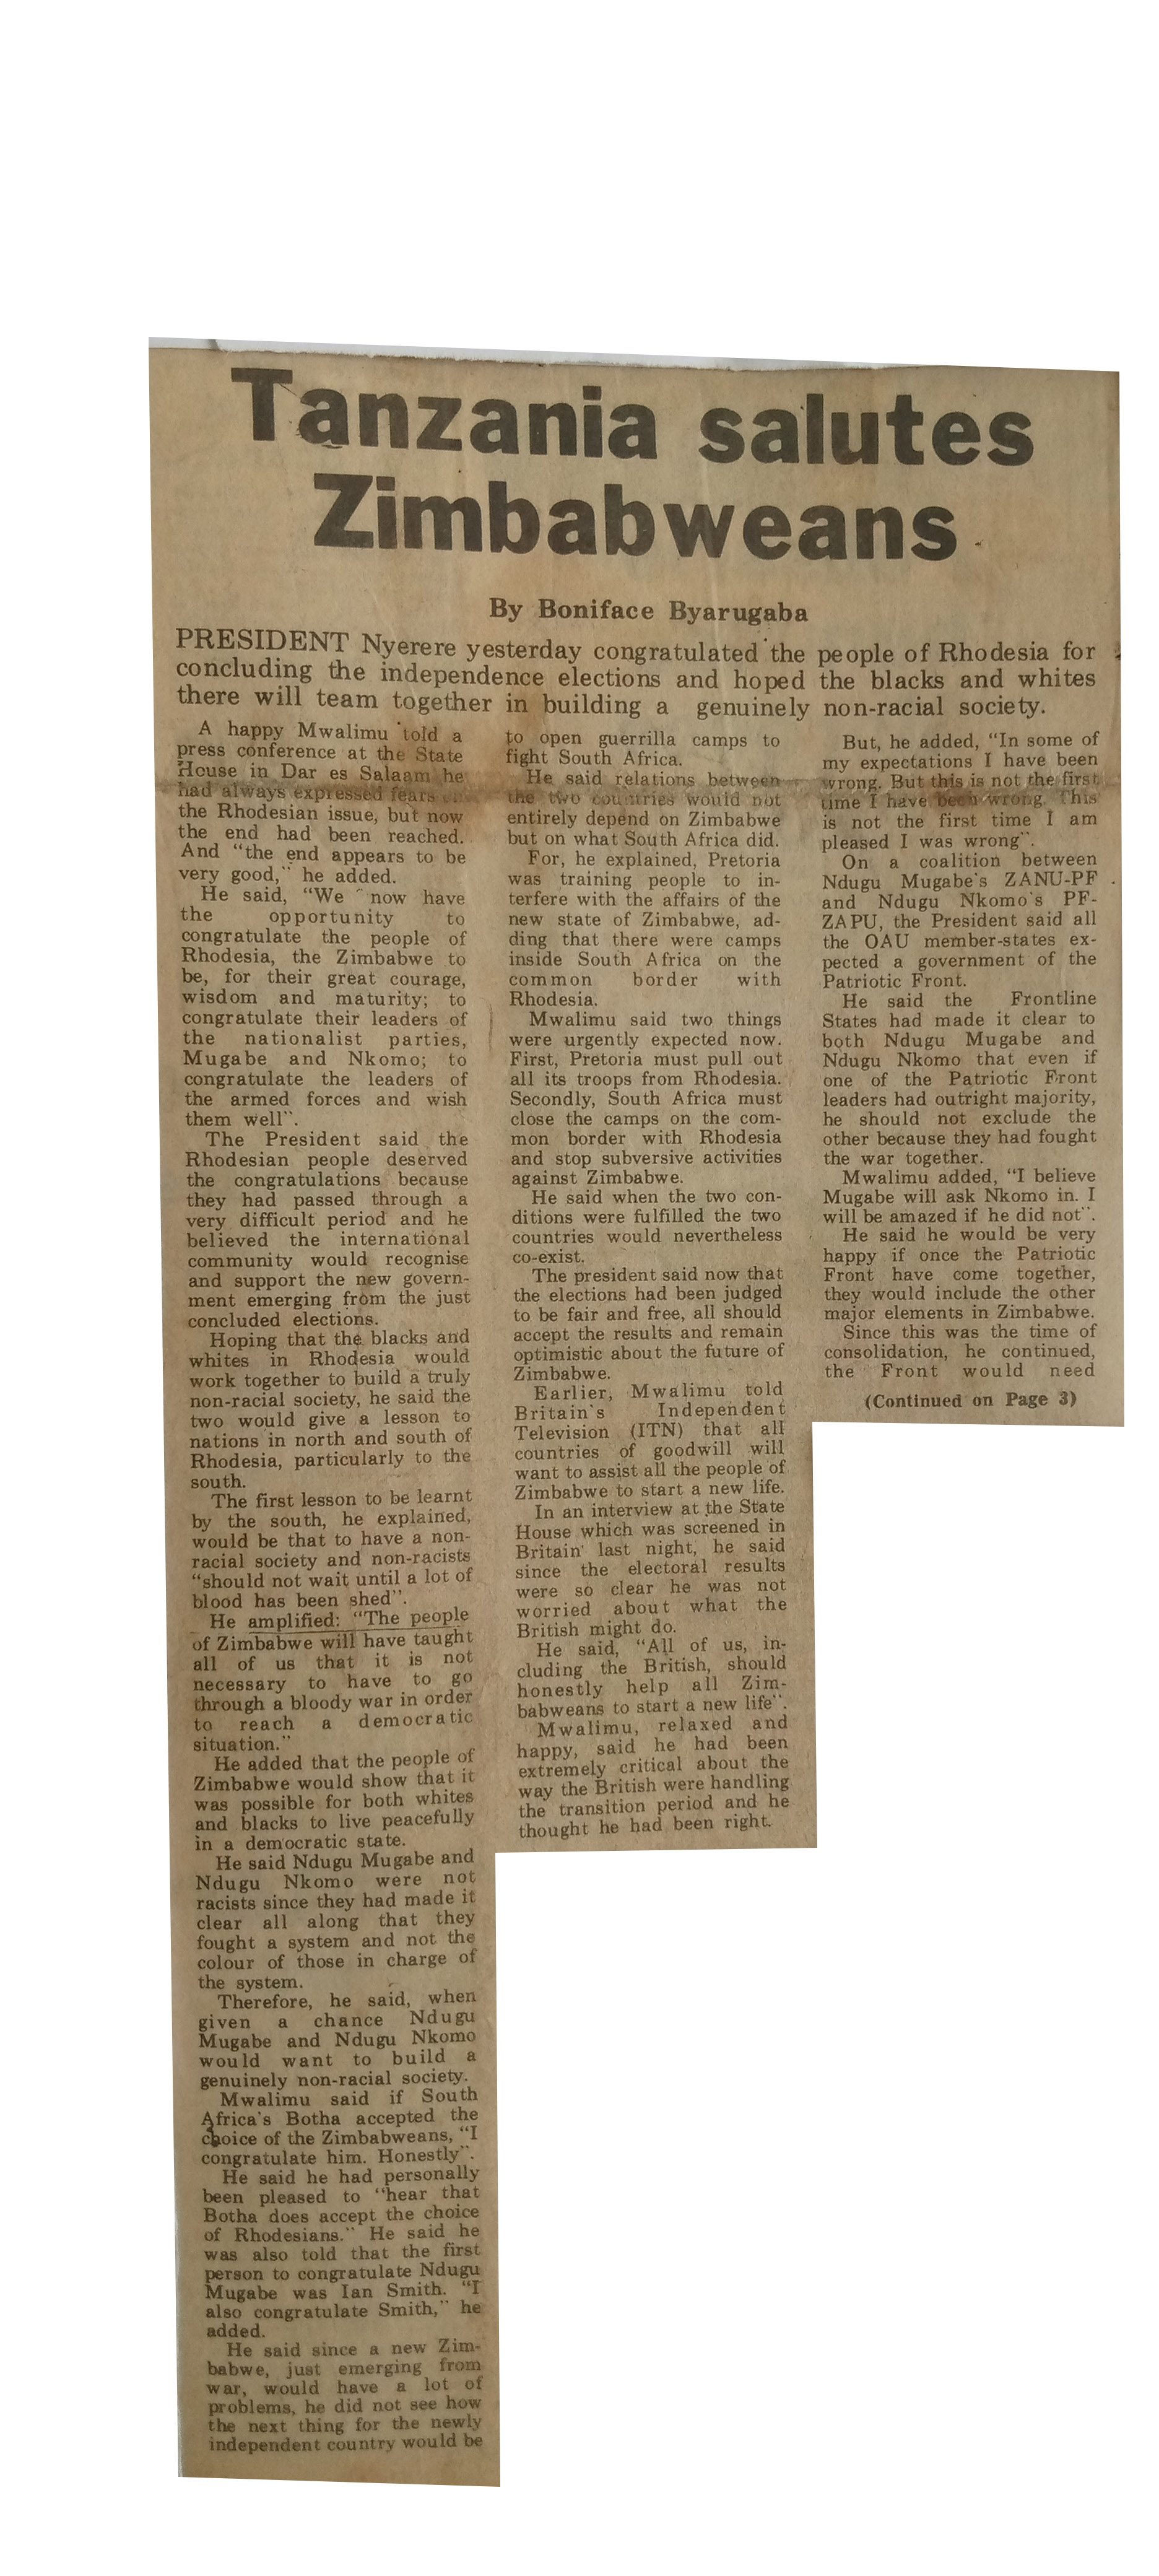 Tanzania salutes
Zimbabweans
By Boniface Byarugaba
PRESIDENT Nyerere yesterday congratulated the people of Rhodesia for
concluding the independence elections and hoped the blacks and whites
there will team together in building a genuinely non-racial society.
A happy Mwalimu told a
press conference at the State
House in Dar es Salaam he
had always expressed fears
the Rhodesian issue, but now
the end had been reached.
And "the end appears to be
very good," he added.
He said, "We now have
the opportunity to
congratulate the people of
Rhodesia, the Zimbabwe to
be, for their great courage,
wisdom and maturity; to
congratulate their leaders of
the nationalist parties,
Mugabe and Nkomo; to
congratulate the leaders of
the armed forces and wish
them well".
The President said the
Rhodesian people deserved
the congratulations because
they had passed through a
very difficult period and he
believed the international
community would recognise
and support the new govern-
ment emerging from the just
concluded elections.
Hoping that the blacks and
whites in Rhodesia would
work together to build a truly
non-racial society, he said the
two would give a lesson to
nations in north and south of
Rhodesia, particularly to the
south.
The first lesson to be learnt
by the south, he explained,
would be that to have a non-
racial society and non-racists
"should not wait until a lot of
blood has been shed".
He amplified: "The people
of Zimbabwe will have taught
all of us that it is not
necessary to have to go
through a bloody war in order
to reach a democratic
situation."
He added that the people of
Zimbabwe would show that it
was possible for both whites
and blacks to live peacefully
in a democratic state.
He said Ndugu Mugabe and
Ndugu Nkomo were not
racists since they had made it
clear all along that they
fought a system and not the
colour of those in charge of
the system.
Therefore, he said, when
given a chance Ndugu
Mugabe and Ndugu Nkomo
would want to build a
genuinely non-racial society.
Mwalimu said if South
Africa's Botha accepted the
choice of the Zimbabweans, "I
congratulate him. Honestly".
He said he had personally
been pleased to "hear that
Botha does accept the choice
of Rhodesians." He said he
was also told that the first
person to congratulate Ndugu
Mugabe was Ian Smith. "I
also congratulate Smith," he
added.
He said since a new Zim-
babwe, just emerging from
war, would have a lot of
problems, he did not see how
the next thing for the newly
independent country would be
to open guerrilla camps to
fight South Africa.
He said relations between
the two countries would not
entirely depend on Zimbabwe
but on what South Africa did.
For, he explained, Pretoria
was training people to in-
terfere with the affairs of the
new state of Zimbabwe, ad-
ding that there were camps
inside South Africa on the
common border with
Rhodesia.
Mwalimu said two things
were urgently expected now.
First, Pretoria must pull out
all its troops from Rhodesia.
Secondly, South Africa must
close the camps on the com-
mon border with Rhodesia
and stop subversive activities
against Zimbabwe.
He said when the two con-
ditions were fulfilled the two
countries would nevertheless
co-exist.
The president said now that
the elections had been judged
to be fair and free, all should
accept the results and remain
optimistic about the future of
Zimbabwe.
Earlier, Mwalimu told
Britain's Independent
Television (ITN) that all
countries of goodwill will
want to assist all the people of
Zimbabwe to start a new life.
In an interview at the State
House which was screened in
Britain' last night, he said
since the electoral results
were so clear he was not
worried about what the
British might do.
He said, "All of us, in-
cluding the British, should
honestly help all Zim-
babweans to start a new life".
Mwalimu, relaxed and
happy, said he had been
extremely critical about the
way the British were handling
the transition period and he
thought he had been right.
But, he added, "In some of
my expectations I have been
wrong. But this is not the first
time I have been wrong. This
is not the first time I am
pleased I was wrong".
On a coalition between
Ndugu Mugabe's ZANU-PF
and Ndugu Nkomo's PF-
ZAPU, the President said all
the OAU member-states ex-
pected a government of the
Patriotic Front.
He said the Frontline
States had made it clear to
both Ndugu Mugabe and
Ndugu Nkomo that even if
one of the Patriotic Front
leaders had outright majority,
he should not exclude the
other because they had fought
the war together.
Mwalimu added, "I believe
Mugabe will ask Nkomo in. I
will be amazed if he did not".
He said he would be very
happy if once the Patriotic
Front have come together,
they would include the other
major elements in Zimbabwe.
Since this was the time of
consolidation, he continued,
the Front would need
(Continued on Page 3)